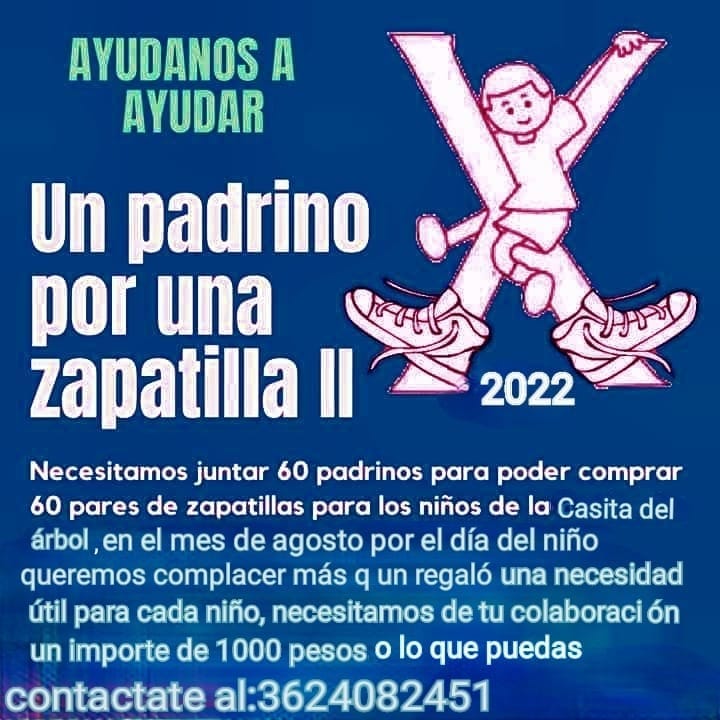 AYUDANOS A
AYUDAR
Un padrino
por una
zapatilla II
2022
Necesitamos juntar 60 padrinos para poder comprar
60 pares de zapatillas para los niños de la Casita del
árbol , en el mes de agosto por el día del niño
queremos complacer más q un regaló una necesidad
útil para cada niño, necesitamos de tu colaboraci ón
un importe de 1000 pesos o lo que puedas
contactate al:3624082451